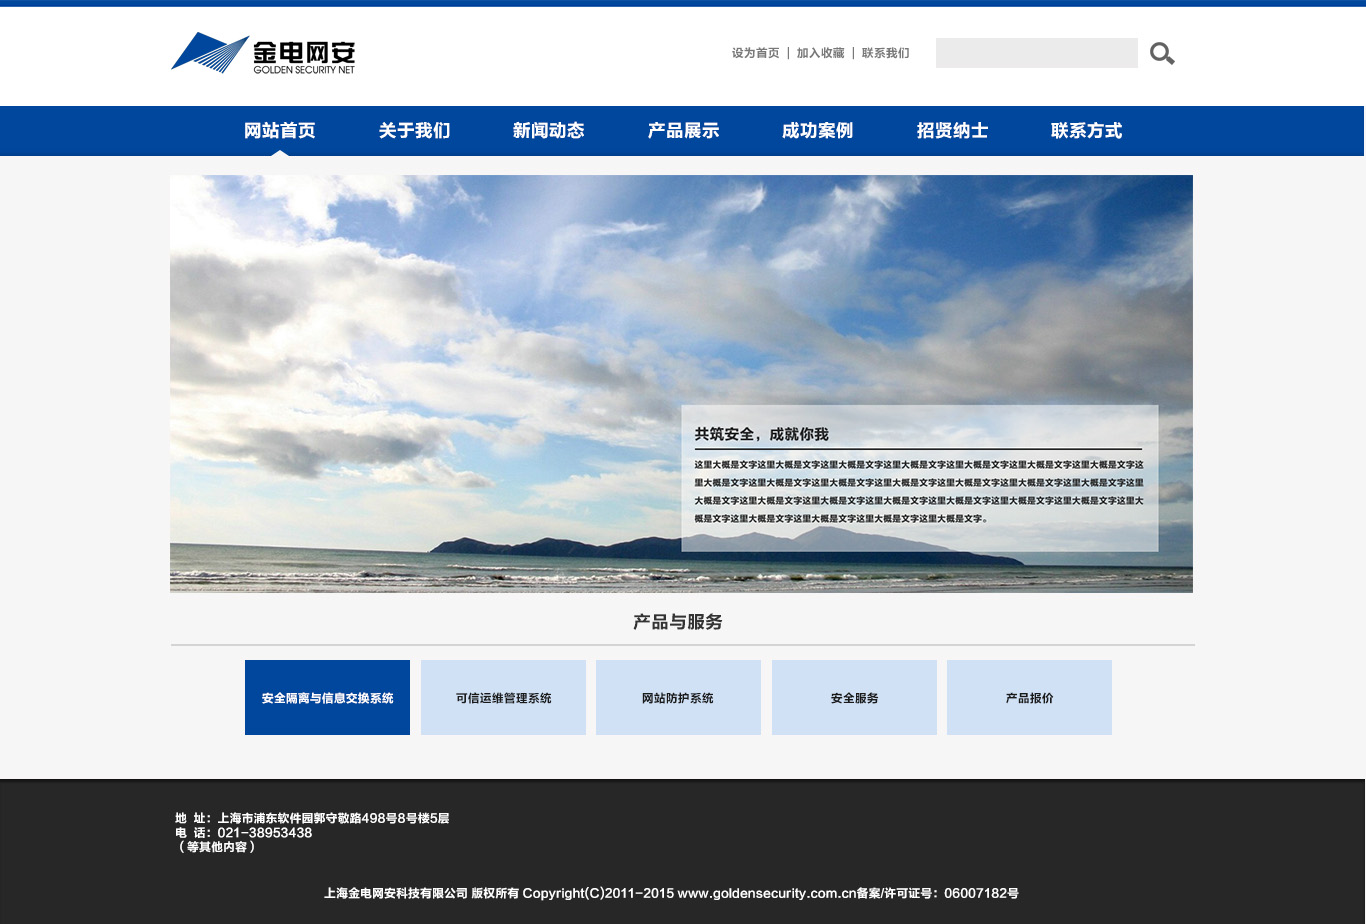 金电网安
GOLDEN SECURITY NET
设为首页 | 加入收藏 | 联系我们
网站首页 关于我们 新闻动态 产品展示 成功案例 招贤纳士 联系方式
共筑安全，成就你我
这里大概是文字这里大概是文字这里大概是文字这里大概是文字这里大概是文字这里大概是文字这里大概是文字这
里大概是文字这里大概是文字这里大概是文字这里大概是文字这里大概是文字这里大概是文字这里大概是文字这里
大概是文字这里大概是文字这里大概是文字这里大概是文字这里大概是文字这里大概是文字这里大概是文字这里大
概是文字这里大概是文字这里大概是文字这里大概是文字这里大概是文字。
产品与服务
安全隔离与信息交换系统 可信运维管理系统 网站防护系统 安全服务 产品报价
地 址：上海市浦东软件园郭守敬路498号8号楼5层
电 话：021-38953438
（等其他内容）
上海金电网安科技有限公司 版权所有 Copyright(C)2011-2015 www.goldensecurity.com.cn备案/许可证号：06007182号